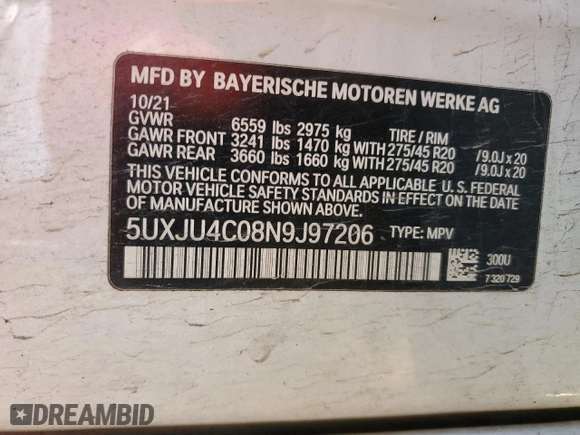 MFD BY BAYERISCHE MOTOREN WERKE AG
10/21
GVWR 6559 lbs 2975 kg TIRE / RIM
GAWR FRONT 3241 lbs 1470 kg WITH 275/45 R20 /9.0J x 20
GAWR REAR 3660 lbs 1660 kg WITH 275/45 R20 /9.0J x 20
THIS VEHICLE CONFORMS TO ALL APPLICABLE U. S. FEDERAL
MOTOR VEHICLE SAFETY STANDARDS IN EFFECT ON THE DATE
OF MANUFACTURE SHOWN ABOVE.
5UXJU4C08N9J97206 TYPE: MPV
300U
7 320 729
DREAMBID